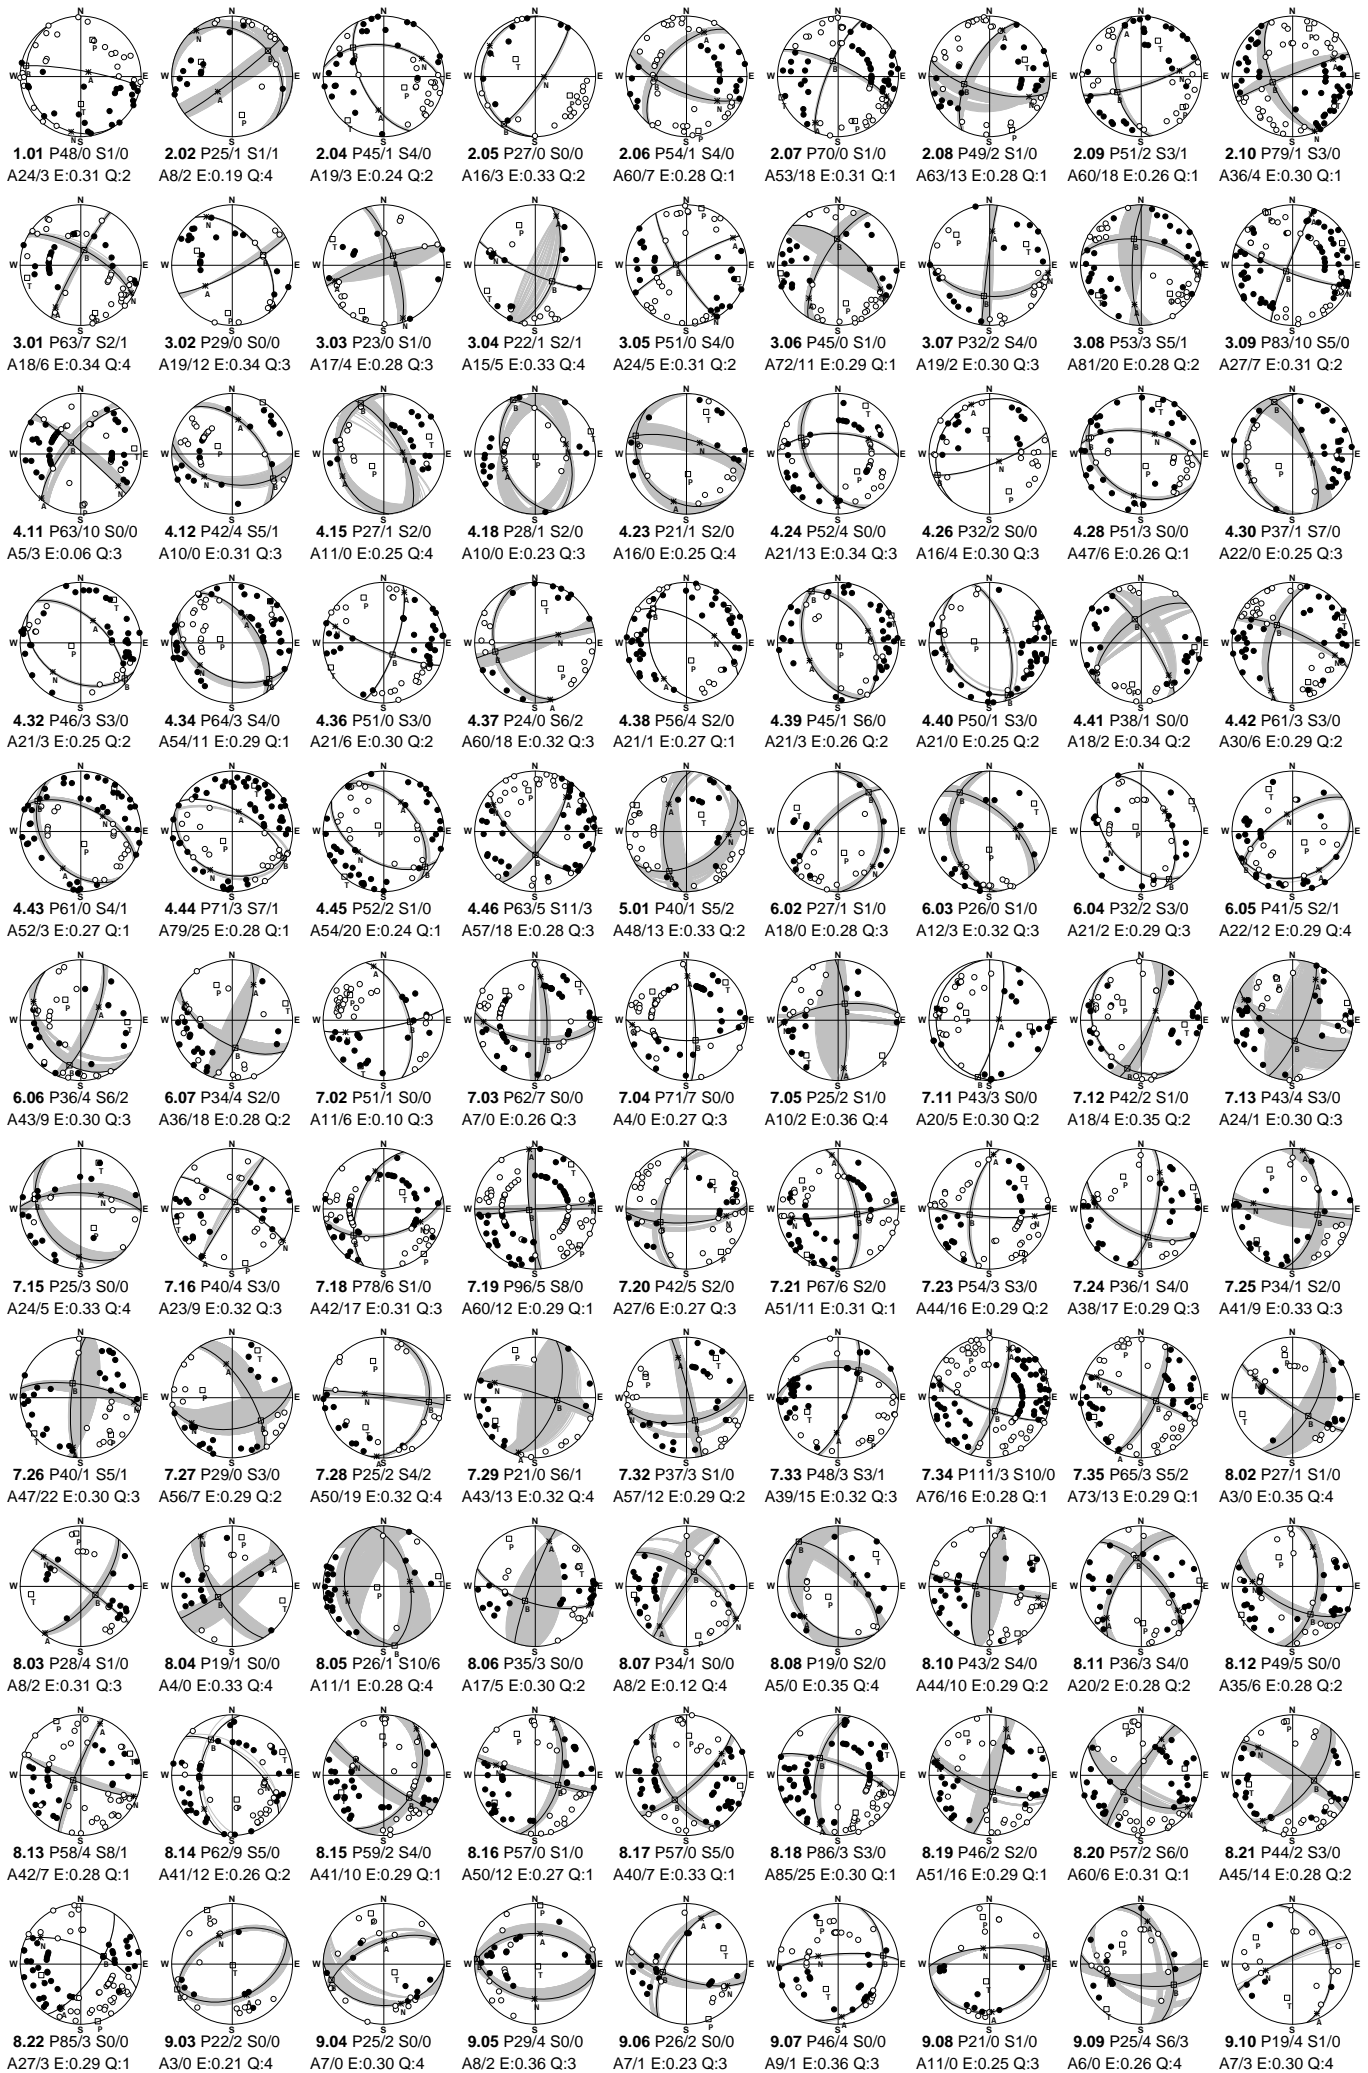 1.01 P48/0 S1/0
A24/3 E:0.31 Q:2
2.02 P25/1 S1/1
A8/2 E:0.19 Q:4
2.04 P45/1 S4/0
A19/3 E:0.24 Q:2
2.05 P27/0 S0/0
A16/3 E:0.33 Q:2
2.06 P54/1 S4/0
A60/7 E:0.28 Q:1
2.07 P70/0 S1/0
A53/18 E:0.31 Q:1
2.08 P49/2 S1/0
A63/13 E:0.28 Q:1
2.09 P51/2 S3/1
A60/18 E:0.26 Q:1
2.10 P79/1 S3/0
A36/4 E:0.30 Q:1
3.01 P63/7 S2/1
A18/6 E:0.34 Q:4
3.02 P29/0 S0/0
A19/12 E:0.34 Q:3
3.03 P23/0 S1/0
A17/4 E:0.28 Q:3
3.04 P22/1 S2/1
A15/5 E:0.33 Q:4
3.05 P51/0 S4/0
A24/5 E:0.31 Q:2
3.06 P45/0 S1/0
A72/11 E:0.29 Q:1
3.07 P32/2 S4/0
A19/2 E:0.30 Q:3
3.08 P53/3 S5/1
A81/20 E:0.28 Q:2
3.09 P83/10 S5/0
A27/7 E:0.31 Q:2
4.11 P63/10 S0/0
A5/3 E:0.06 Q:3
4.12 P42/4 S5/1
A10/0 E:0.31 Q:3
4.15 P27/1 S2/0
A11/0 E:0.25 Q:4
4.18 P28/1 S2/0
A10/0 E:0.23 Q:3
4.23 P21/1 S2/0
A16/0 E:0.25 Q:4
4.24 P52/4 S0/0
A21/13 E:0.34 Q:3
4.26 P32/2 S0/0
A16/4 E:0.30 Q:3
4.28 P51/3 S0/0
A47/6 E:0.26 Q:1
4.30 P37/1 S7/0
A22/0 E:0.25 Q:3
4.32 P46/3 S3/0
A21/3 E:0.25 Q:2
4.34 P64/3 S4/0
A54/11 E:0.29 Q:1
4.36 P51/0 S3/0
A21/6 E:0.30 Q:2
4.37 P24/0 S6/2
A60/18 E:0.32 Q:3
4.38 P56/4 S2/0
A21/1 E:0.27 Q:1
4.39 P45/1 S6/0
A21/3 E:0.26 Q:2
4.40 P50/1 S3/0
A21/0 E:0.25 Q:2
4.41 P38/1 S0/0
A18/2 E:0.34 Q:2
4.42 P61/3 S3/0
A30/6 E:0.29 Q:2
4.43 P61/0 S4/1
A52/3 E:0.27 Q:1
4.44 P71/3 S7/1
A79/25 E:0.28 Q:1
4.45 P52/2 S1/0
A54/20 E:0.24 Q:1
4.46 P63/5 S11/3
A57/18 E:0.28 Q:3
5.01 P40/1 S5/2
A48/13 E:0.33 Q:2
6.02 P27/1 S1/0
A18/0 E:0.28 Q:3
6.03 P26/0 S1/0
A12/3 E:0.32 Q:3
6.04 P32/2 S3/0
A21/2 E:0.29 Q:3
6.05 P41/5 S2/1
A22/12 E:0.29 Q:4
6.06 P36/4 S6/2
A43/9 E:0.30 Q:3
6.07 P34/4 S2/0
A36/18 E:0.28 Q:2
7.02 P51/1 S0/0
A11/6 E:0.10 Q:3
7.03 P62/7 S0/0
A7/0 E:0.26 Q:3
7.04 P71/7 S0/0
A4/0 E:0.27 Q:3
7.05 P25/2 S1/0
A10/2 E:0.36 Q:4
7.11 P43/3 S0/0
A20/5 E:0.30 Q:2
7.12 P42/2 S1/0
A18/4 E:0.35 Q:2
7.13 P43/4 S3/0
A24/1 E:0.30 Q:3
7.15 P25/3 S0/0
A24/5 E:0.33 Q:4
7.16 P40/4 S3/0
A23/9 E:0.32 Q:3
7.18 P78/6 S1/0
A42/17 E:0.31 Q:3
7.19 P96/5 S8/0
A60/12 E:0.29 Q:1
7.20 P42/5 S2/0
A27/6 E:0.27 Q:3
7.21 P67/6 S2/0
A51/11 E:0.31 Q:1
7.23 P54/3 S3/0
A44/16 E:0.29 Q:2
7.24 P36/1 S4/0
A38/17 E:0.29 Q:3
7.25 P34/1 S2/0
A41/9 E:0.33 Q:3
7.26 P40/1 S5/1
A47/22 E:0.30 Q:3
7.27 P29/0 S3/0
A56/7 E:0.29 Q:2
7.28 P25/2 S4/2
A50/19 E:0.32 Q:4
7.29 P21/0 S6/1
A43/13 E:0.32 Q:4
7.32 P37/3 S1/0
A57/12 E:0.29 Q:2
7.33 P48/3 S3/1
A39/15 E:0.32 Q:3
7.34 P111/3 S10/0
A76/16 E:0.28 Q:1
7.35 P65/3 S5/2
A73/13 E:0.29 Q:1
8.02 P27/1 S1/0
A3/0 E:0.35 Q:4
8.03 P28/4 S1/0
A8/2 E:0.31 Q:3
8.04 P19/1 S0/0
A4/0 E:0.33 Q:4
8.05 P26/1 S10/6
A11/1 E:0.28 Q:4
8.06 P35/3 S0/0
A17/5 E:0.30 Q:2
8.07 P34/1 S0/0
A8/2 E:0.12 Q:4
8.08 P19/0 S2/0
A5/0 E:0.35 Q:4
8.10 P43/2 S4/0
A44/10 E:0.29 Q:2
8.11 P36/3 S4/0
A20/2 E:0.28 Q:2
8.12 P49/5 S0/0
A35/6 E:0.28 Q:2
8.13 P58/4 S8/1
A42/7 E:0.28 Q:1
8.14 P62/9 S5/0
A41/12 E:0.26 Q:2
8.15 P59/2 S4/0
A41/10 E:0.29 Q:1
8.16 P57/0 S1/0
A50/12 E:0.27 Q:1
8.17 P57/0 S5/0
A40/7 E:0.33 Q:1
8.18 P86/3 S3/0
A85/25 E:0.30 Q:1
8.19 P46/2 S2/0
A51/16 E:0.29 Q:1
8.20 P57/2 S6/0
A60/6 E:0.31 Q:1
8.21 P44/2 S3/0
A45/14 E:0.28 Q:2
8.22 P85/3 S0/0
A27/3 E:0.29 Q:1
9.03 P22/2 S0/0
A3/0 E:0.21 Q:4
9.04 P25/2 S0/0
A7/0 E:0.30 Q:4
9.05 P29/4 S0/0
A8/2 E:0.36 Q:3
9.06 P26/2 S0/0
A7/1 E:0.23 Q:3
9.07 P46/4 S0/0
A9/1 E:0.36 Q:3
9.08 P21/0 S1/0
A11/0 E:0.25 Q:3
9.09 P25/4 S6/3
A6/0 E:0.26 Q:4
9.10 P19/4 S1/0
A7/3 E:0.30 Q:4